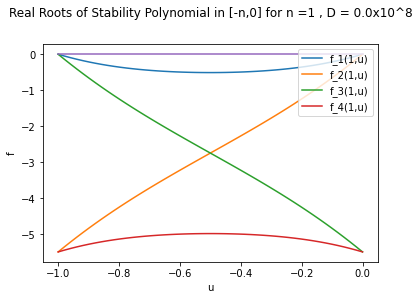 Real Roots of Stability Polynomial in [-n,0] for n =1 , D = 0.0x10^8
f_1(1,u)
f_2(1,u)
f_3(1,u)
f_4(1,u)
0
−1
−2
−3
−4
−5
f
−1.0
−0.8
−0.6
−0.4
−0.2
0.0
u